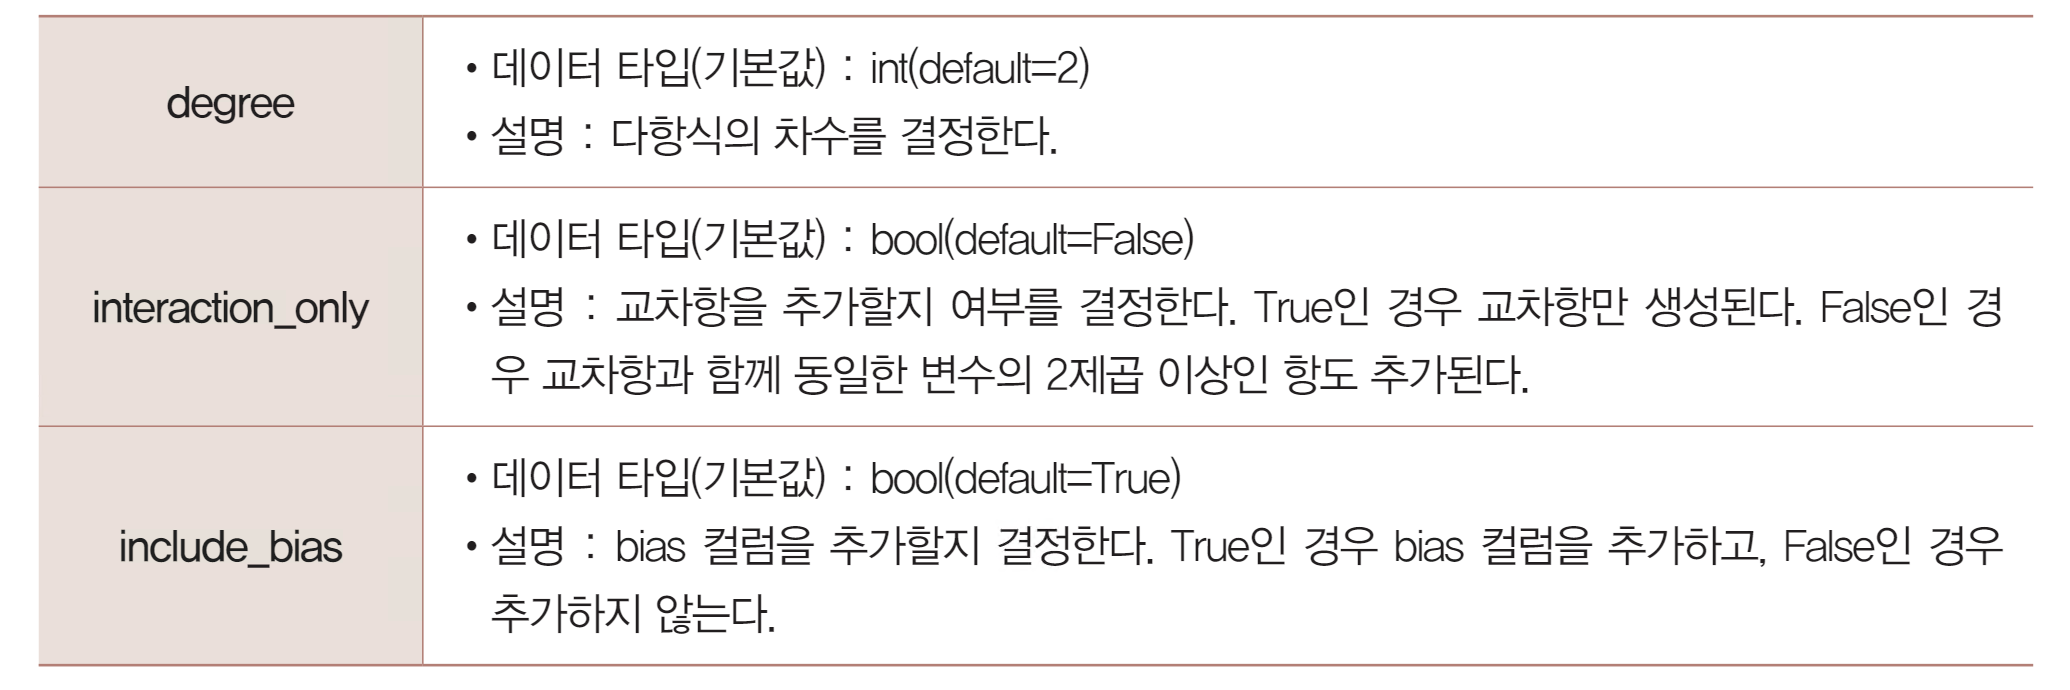 degree
• 데이터 타입(기본값) : int(default=2)
• 설명 : 다항식의 차수를 결정한다.
interaction_only
• 데이터 타입(기본값) : bool(default=False)
• 설명 : 교차항을 추가할지 여부를 결정한다. True인 경우 교차항만 생성된다. False인 경
우 교차항과 함께 동일한 변수의 2제곱 이상인 항도 추가된다.
include_bias
• 데이터 타입(기본값) : bool(default=True)
• 설명 : bias 컬럼을 추가할지 결정한다. True인 경우 bias 컬럼을 추가하고, False인 경우
추가하지 않는다.